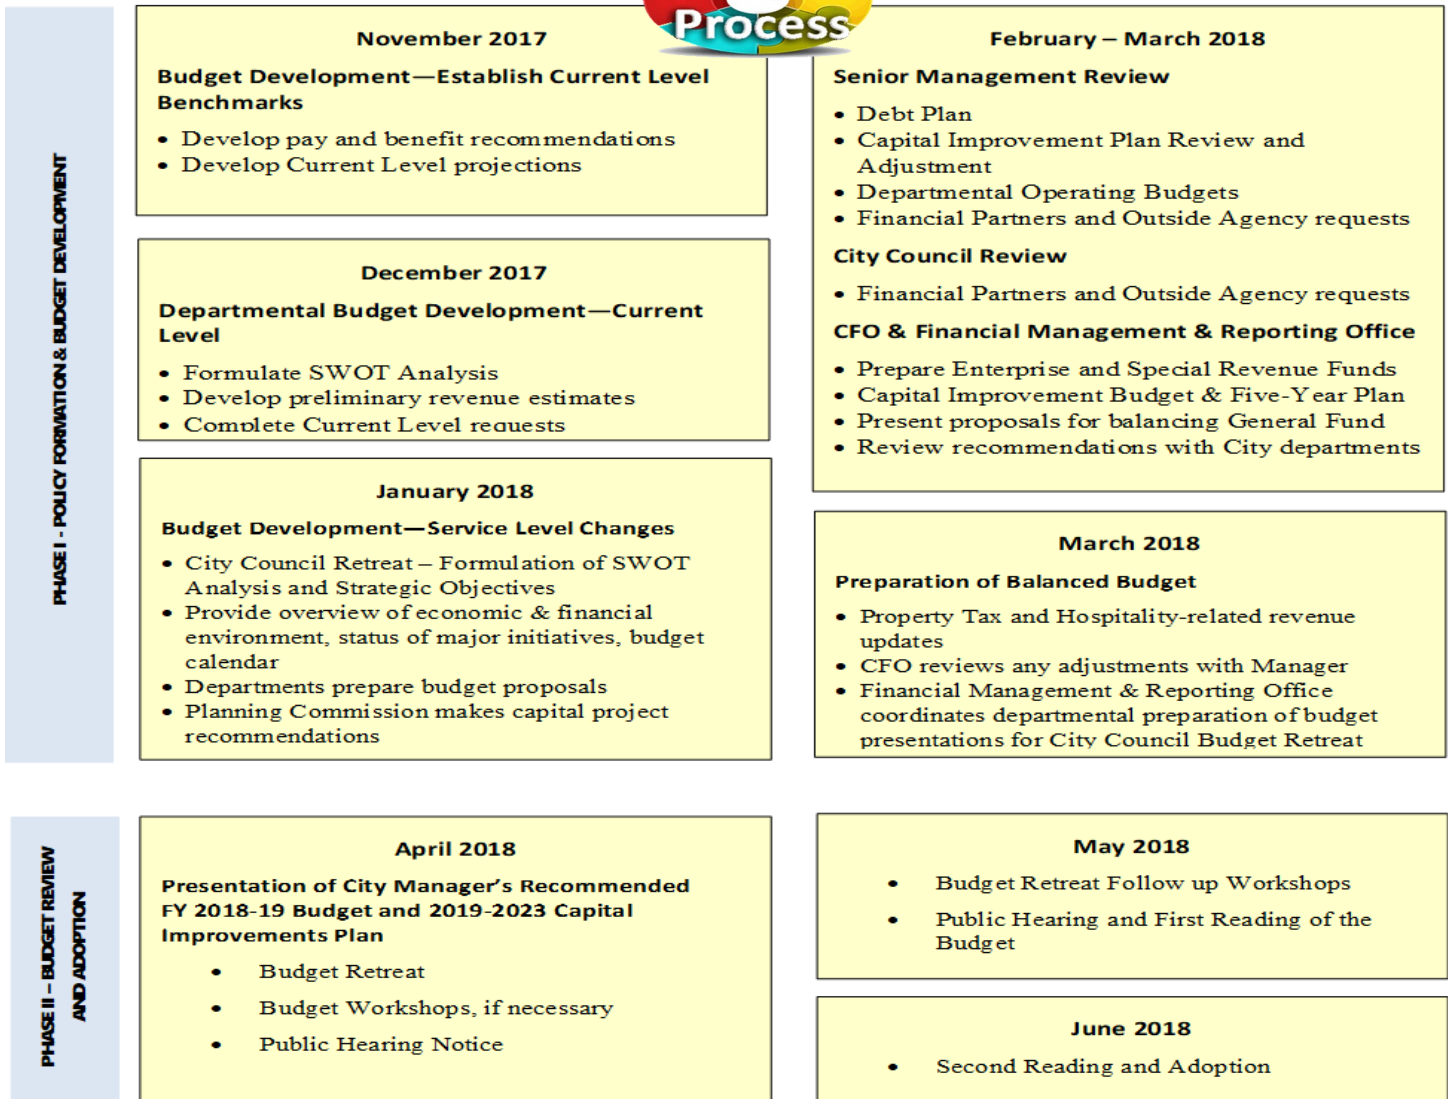 Process
PHASE I - POLICY FORMATION & BUDGET DEVELOPMENT
November 2017
Budget Development—Establish Current Level
Benchmarks
• Develop pay and benefit recommendations
• Develop Current Level projections
December 2017
Departmental Budget Development—Current
Level
• Formulate SWOT Analysis
• Develop preliminary revenue estimates
• Complete Current Level requests
January 2018
Budget Development—Service Level Changes
• City Council Retreat – Formulation of SWOT
Analysis and Strategic Objectives
• Provide overview of economic & financial
environment, status of major initiatives, budget
calendar
• Departments prepare budget proposals
• Planning Commission makes capital project
recommendations
February – March 2018
Senior Management Review
• Debt Plan
• Capital Improvement Plan Review and
Adjustment
• Departmental Operating Budgets
• Financial Partners and Outside Agency requests
City Council Review
• Financial Partners and Outside Agency requests
CFO & Financial Management & Reporting Office
• Prepare Enterprise and Special Revenue Funds
• Capital Improvement Budget & Five-Year Plan
• Present proposals for balancing General Fund
• Review recommendations with City departments
March 2018
Preparation of Balanced Budget
• Property Tax and Hospitality-related revenue
updates
• CFO reviews any adjustments with Manager
• Financial Management & Reporting Office
coordinates departmental preparation of budget
presentations for City Council Budget Retreat
PHASE II – BUDGET REVIEW
AND ADOPTION
April 2018
Presentation of City Manager's Recommended
FY 2018-19 Budget and 2019-2023 Capital
Improvements Plan
• Budget Retreat
• Budget Workshops, if necessary
• Public Hearing Notice
May 2018
• Budget Retreat Follow up Workshops
• Public Hearing and First Reading of the
Budget
June 2018
• Second Reading and Adoption